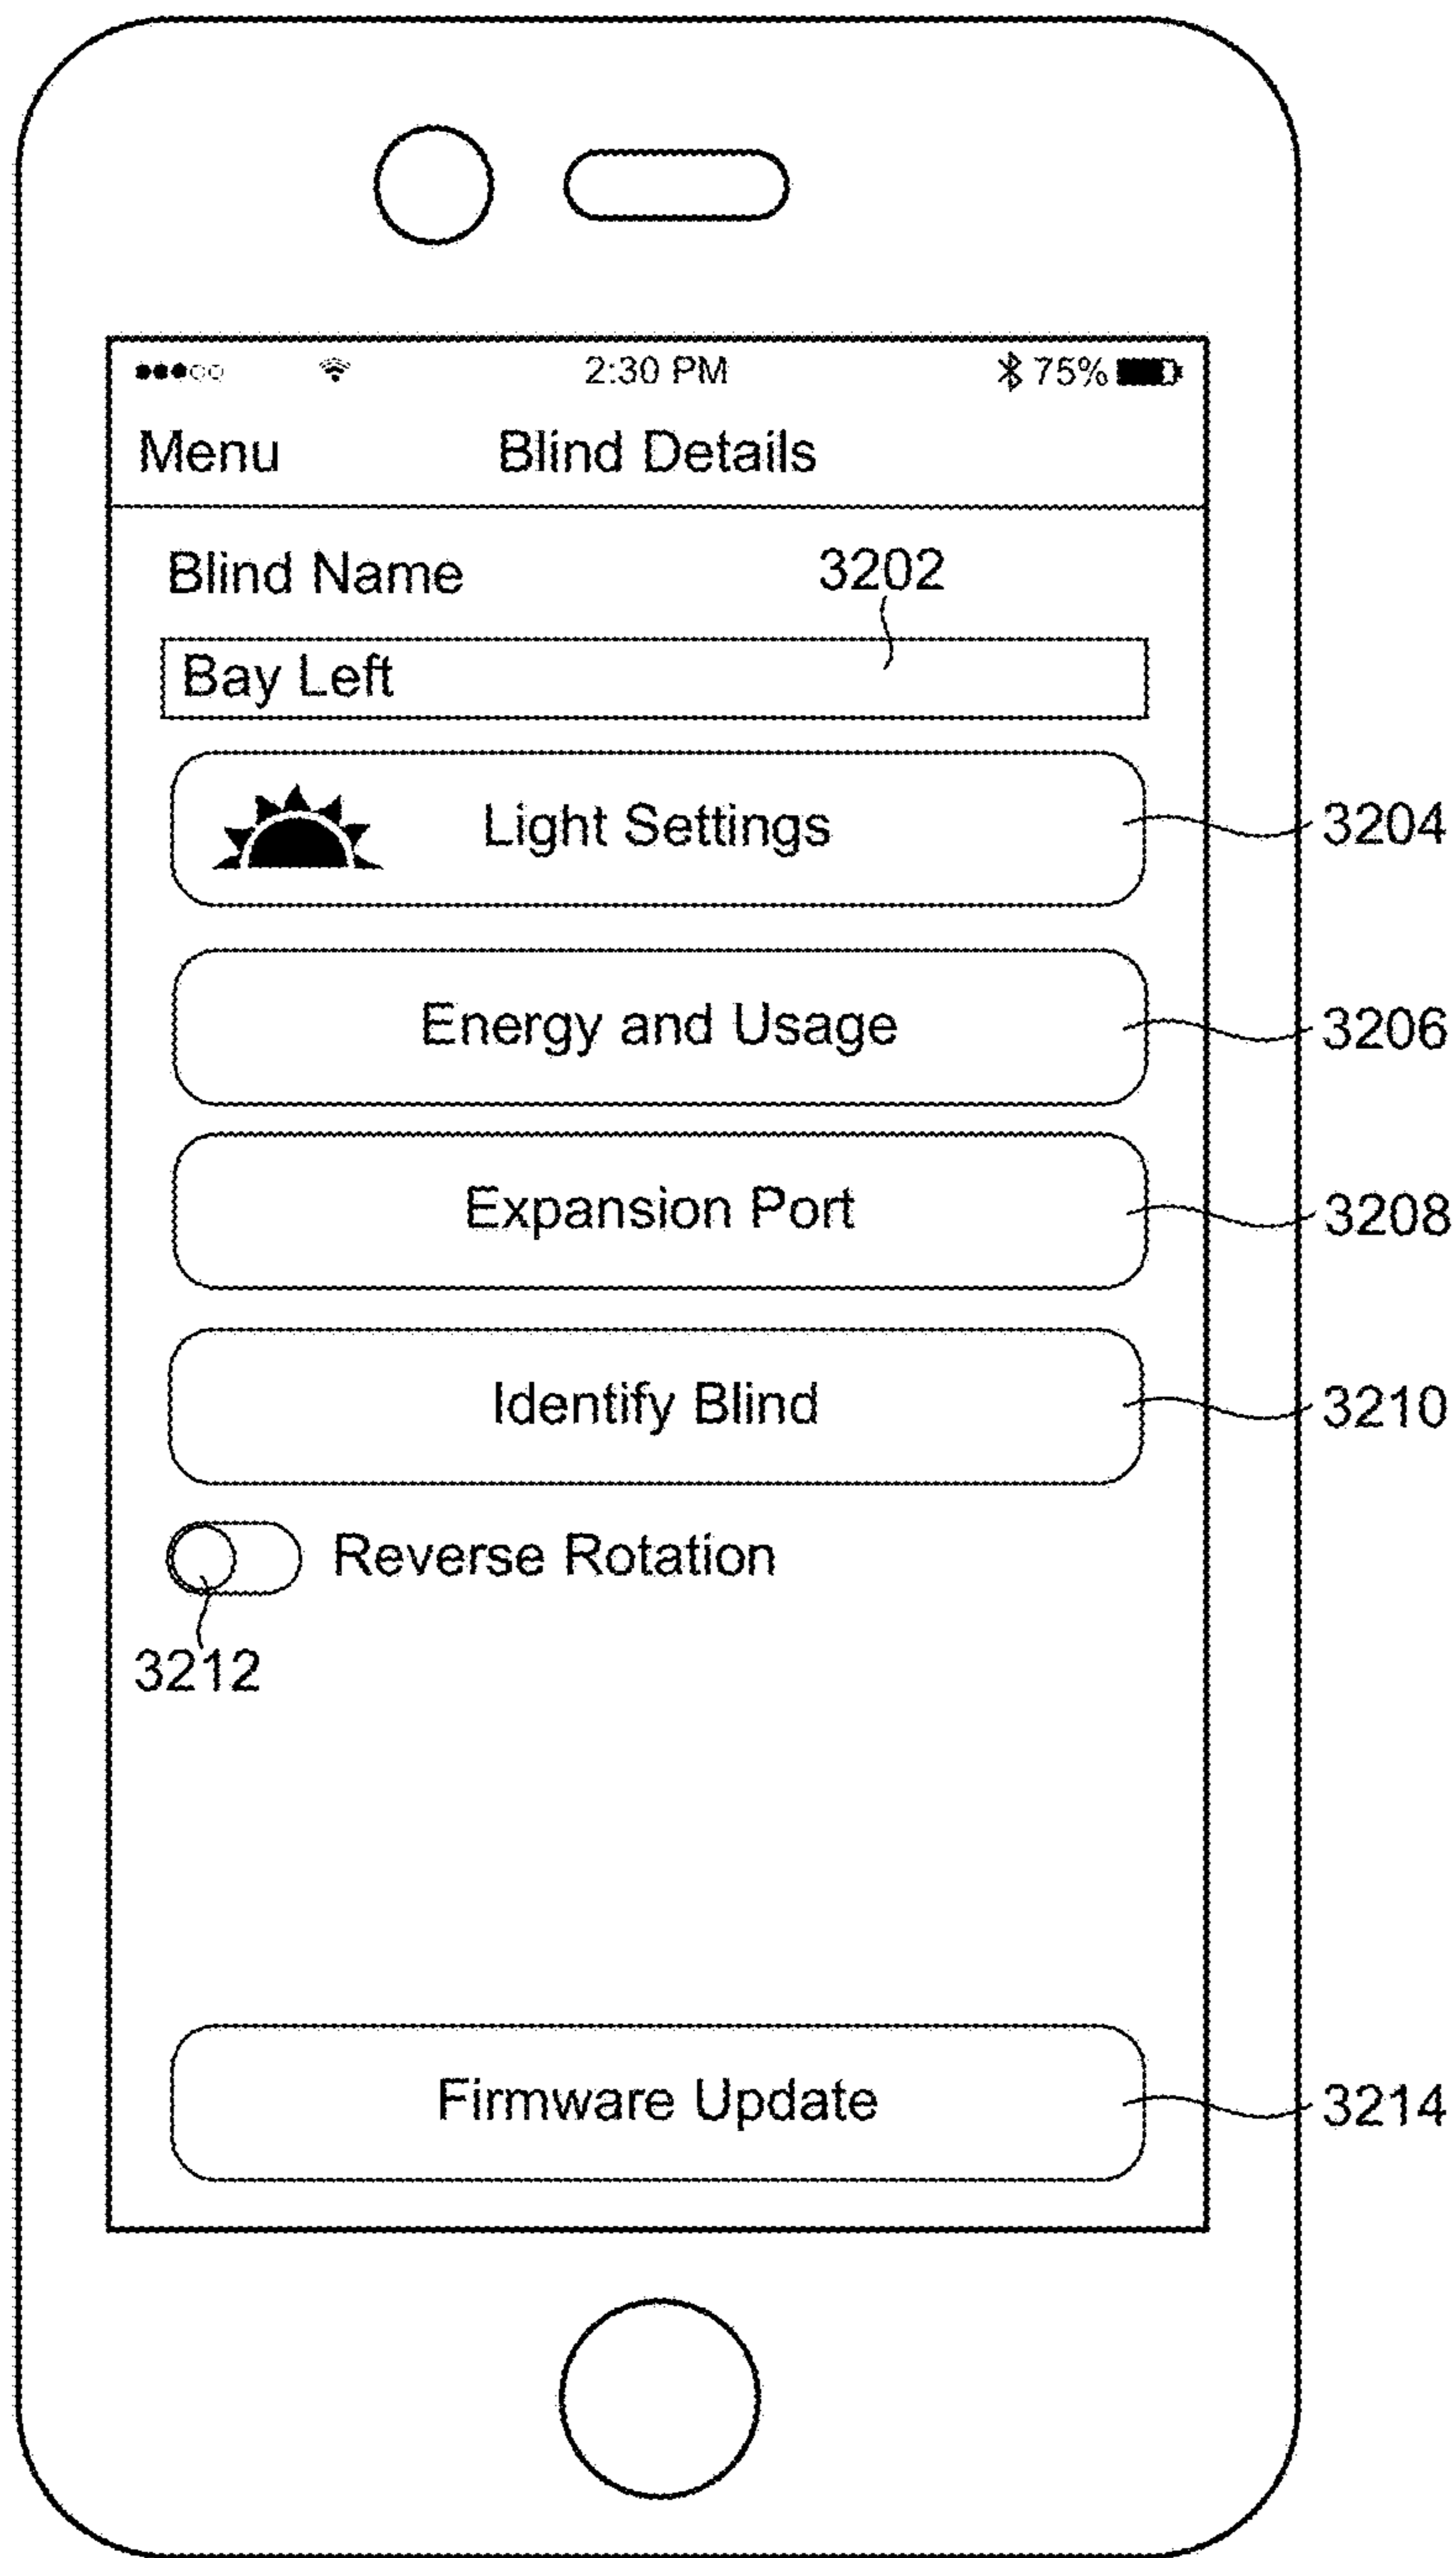 2:30 PM 75%
Menu Blind Details
Blind Name 3202
Bay Left
Light Settings 3204
Energy and Usage 3206
Expansion Port 3208
Identify Blind 3210
Reverse Rotation
3212
Firmware Update 3214